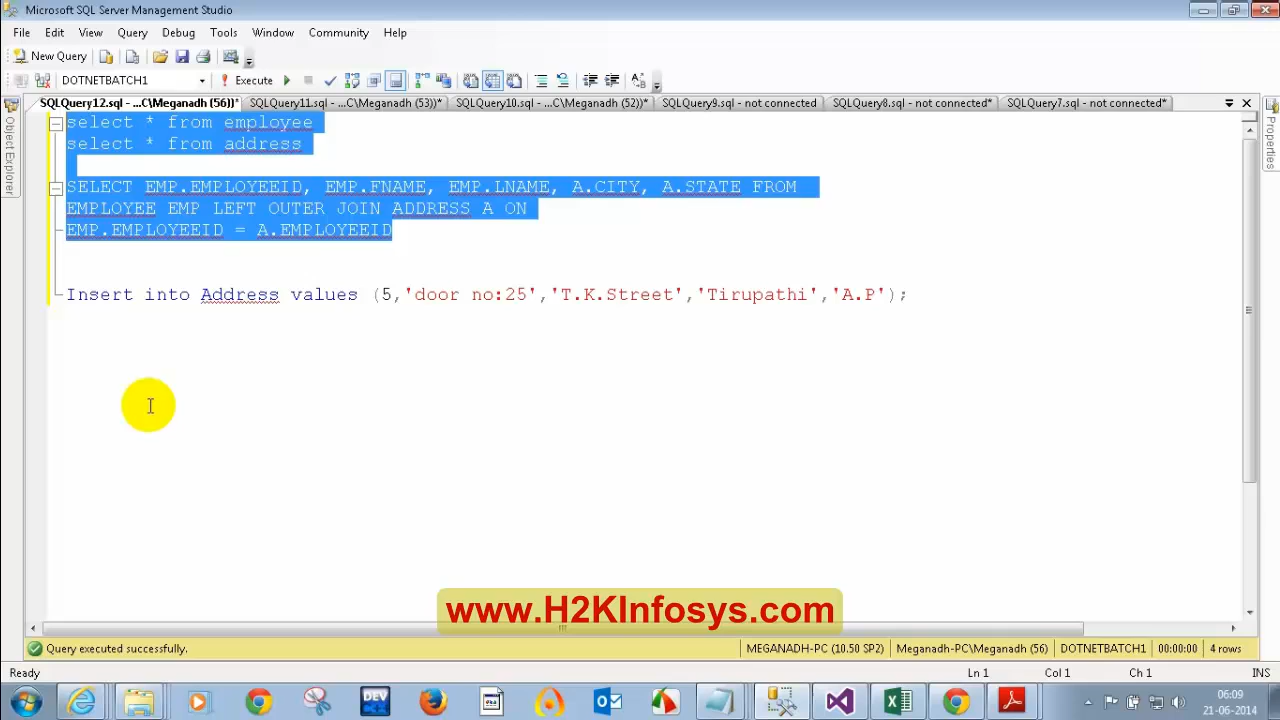 Microsoft SQL Server Management Studio
File Edit View Query Debug Tools Window Community Help
New Query
DOTNETBATCH1 Execute
SQLQuery12.sql - ...C\Meganadh (56))* SQLQuery11.sql - ...C\Meganadh (53))* SQLQuery10.sql - ...C\Meganadh (52))* SQLQuery9.sql - not connected SQLQuery8.sql - not connected* SQLQuery7.sql - not connected*
Object Explorer
Properties
select * from employee
select * from address
SELECT EMP.EMPLOYEEID, EMP.FNAME, EMP.LNAME, A.CITY, A.STATE FROM
EMPLOYEE EMP LEFT OUTER JOIN ADDRESS A ON
EMP.EMPLOYEEID = A.EMPLOYEEID
Insert into Address values (5,'door no:25','T.K.Street','Tirupathi','A.P');
www.H2KInfosys.com
Query executed successfully. MEGANADH-PC (10.50 SP2) Meganadh-PC\Meganadh (56) DOTNETBATCH1 00:00:00 4 rows
Ready Ln 1 Col 1 Ch 1 INS
DEV
06:09
21-06-2014